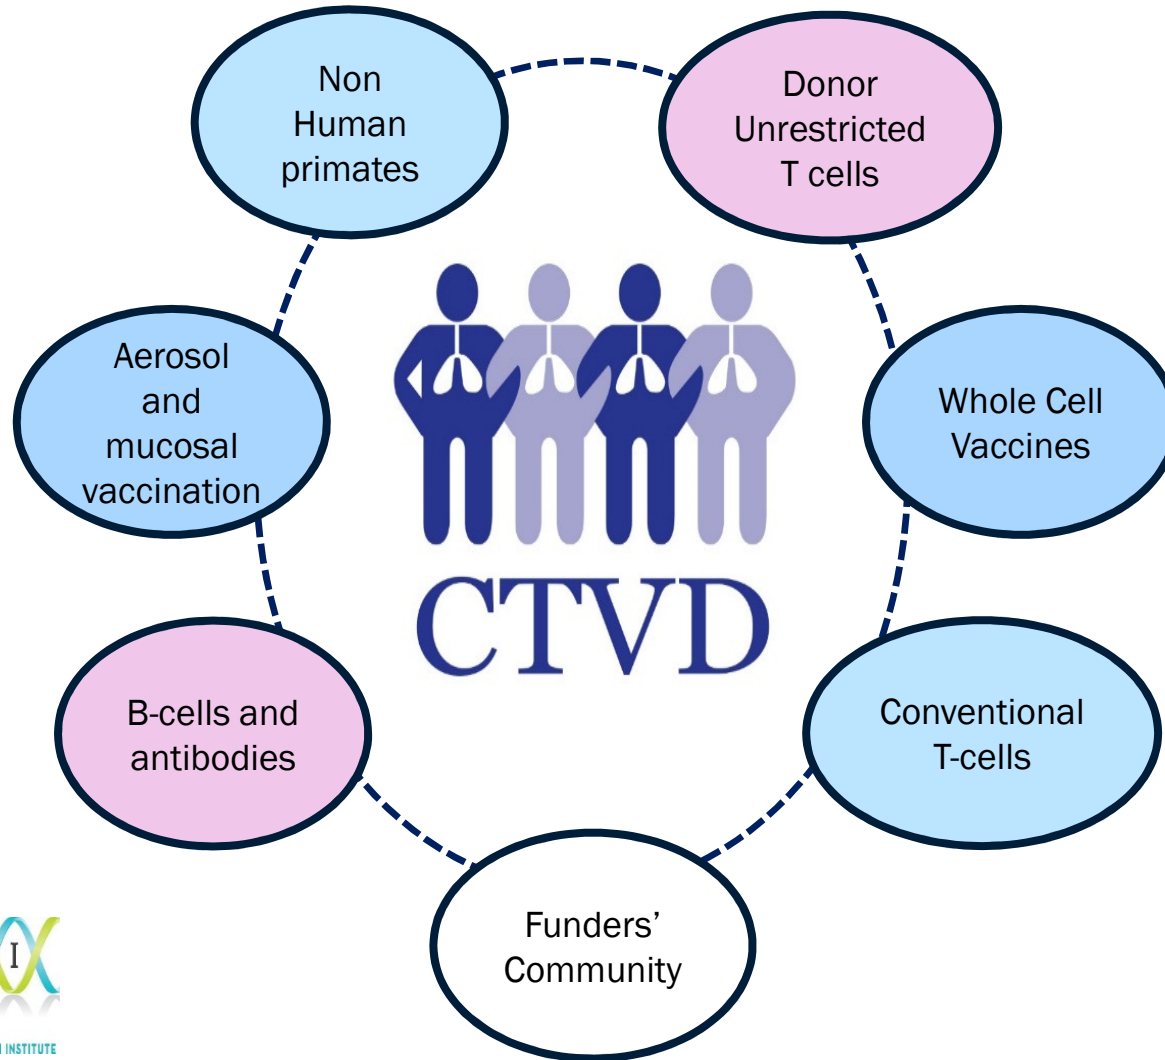 Non
Human
primates
Donor
Unrestricted
T cells
Aerosol
and
mucosal
vaccination
Whole Cell
Vaccines
CTVD
B-cells and
antibodies
Conventional
T-cells
Funders’
Community
I
INSTITUTE